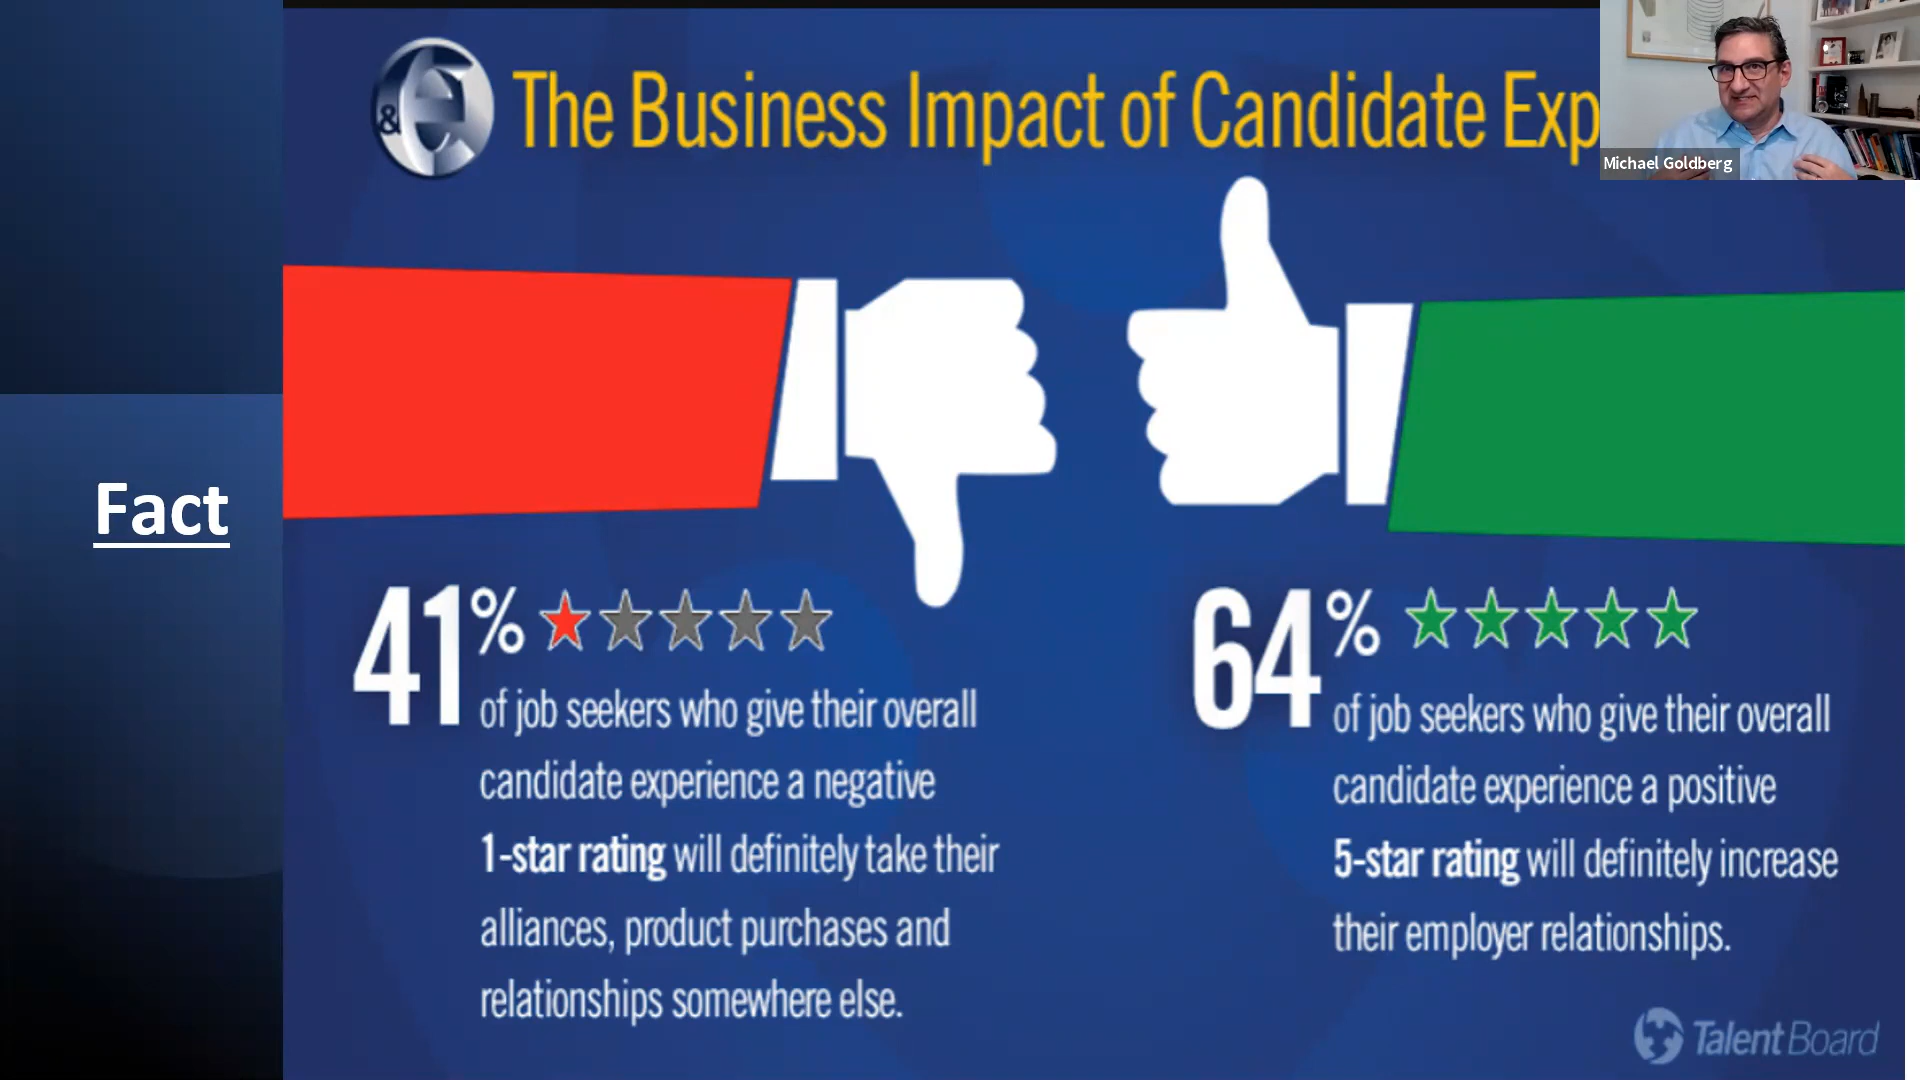 The Business Impact of Candidate Exp
Michael Goldberg
Fact
41%
of job seekers who give their overall
candidate experience a negative
1-star rating will definitely take their
alliances, product purchases and
relationships somewhere else.
64%
of job seekers who give their overall
candidate experience a positive
5-star rating will definitely increase
their employer relationships.
TalentBoard